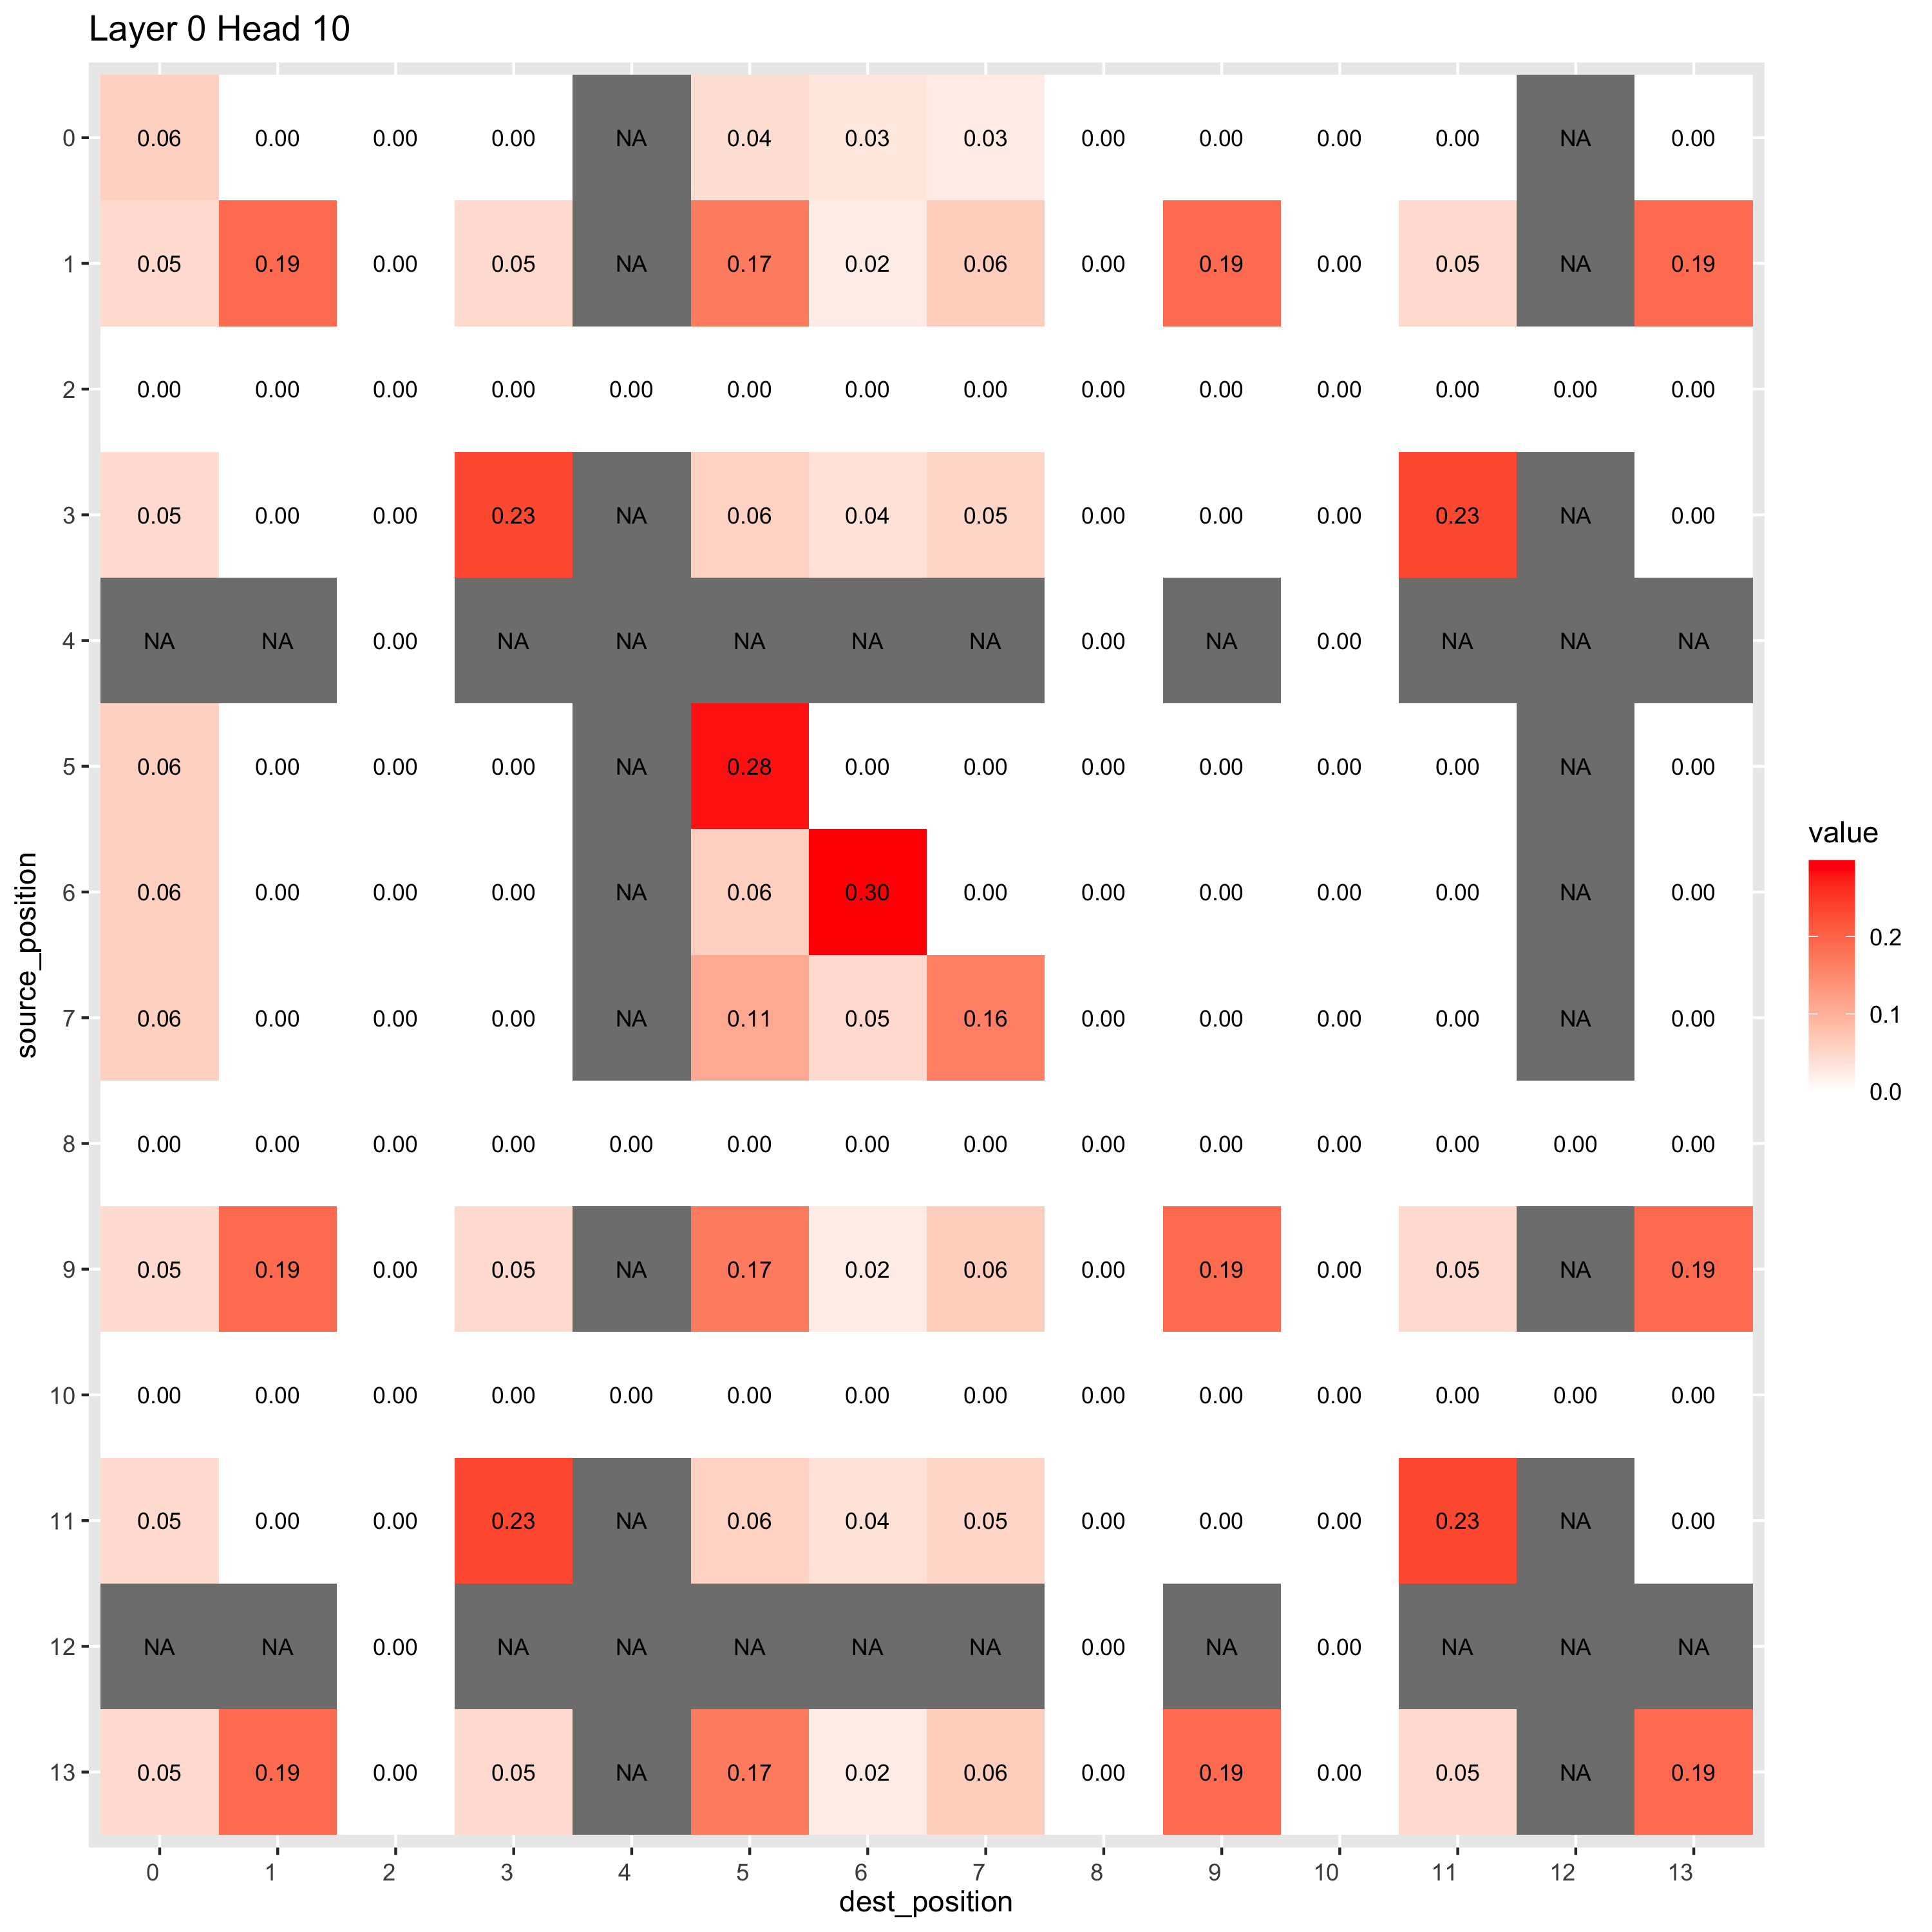 Layer 0 Head 10
0 0.06 0.00 0.00 0.00 NA 0.04 0.03 0.03 0.00 0.00 0.00 0.00 NA 0.00
1 0.05 0.19 0.00 0.05 NA 0.17 0.02 0.06 0.00 0.19 0.00 0.05 NA 0.19
2 0.00 0.00 0.00 0.00 0.00 0.00 0.00 0.00 0.00 0.00 0.00 0.00 0.00 0.00
3 0.05 0.00 0.00 0.23 NA 0.06 0.04 0.05 0.00 0.00 0.00 0.23 NA 0.00
4 NA NA 0.00 NA NA NA NA NA 0.00 NA 0.00 NA NA NA
5 0.06 0.00 0.00 0.00 NA 0.28 0.00 0.00 0.00 0.00 0.00 0.00 NA 0.00
6 0.06 0.00 0.00 0.00 NA 0.06 0.30 0.00 0.00 0.00 0.00 0.00 NA 0.00
7 0.06 0.00 0.00 0.00 NA 0.11 0.05 0.16 0.00 0.00 0.00 0.00 NA 0.00
8 0.00 0.00 0.00 0.00 0.00 0.00 0.00 0.00 0.00 0.00 0.00 0.00 0.00 0.00
9 0.05 0.19 0.00 0.05 NA 0.17 0.02 0.06 0.00 0.19 0.00 0.05 NA 0.19
10 0.00 0.00 0.00 0.00 0.00 0.00 0.00 0.00 0.00 0.00 0.00 0.00 0.00 0.00
11 0.05 0.00 0.00 0.23 NA 0.06 0.04 0.05 0.00 0.00 0.00 0.23 NA 0.00
12 NA NA 0.00 NA NA NA NA NA 0.00 NA 0.00 NA NA NA
13 0.05 0.19 0.00 0.05 NA 0.17 0.02 0.06 0.00 0.19 0.00 0.05 NA 0.19
0 1 2 3 4 5 6 7 8 9 10 11 12 13
dest_position
source_position
value
0.2
0.1
0.0